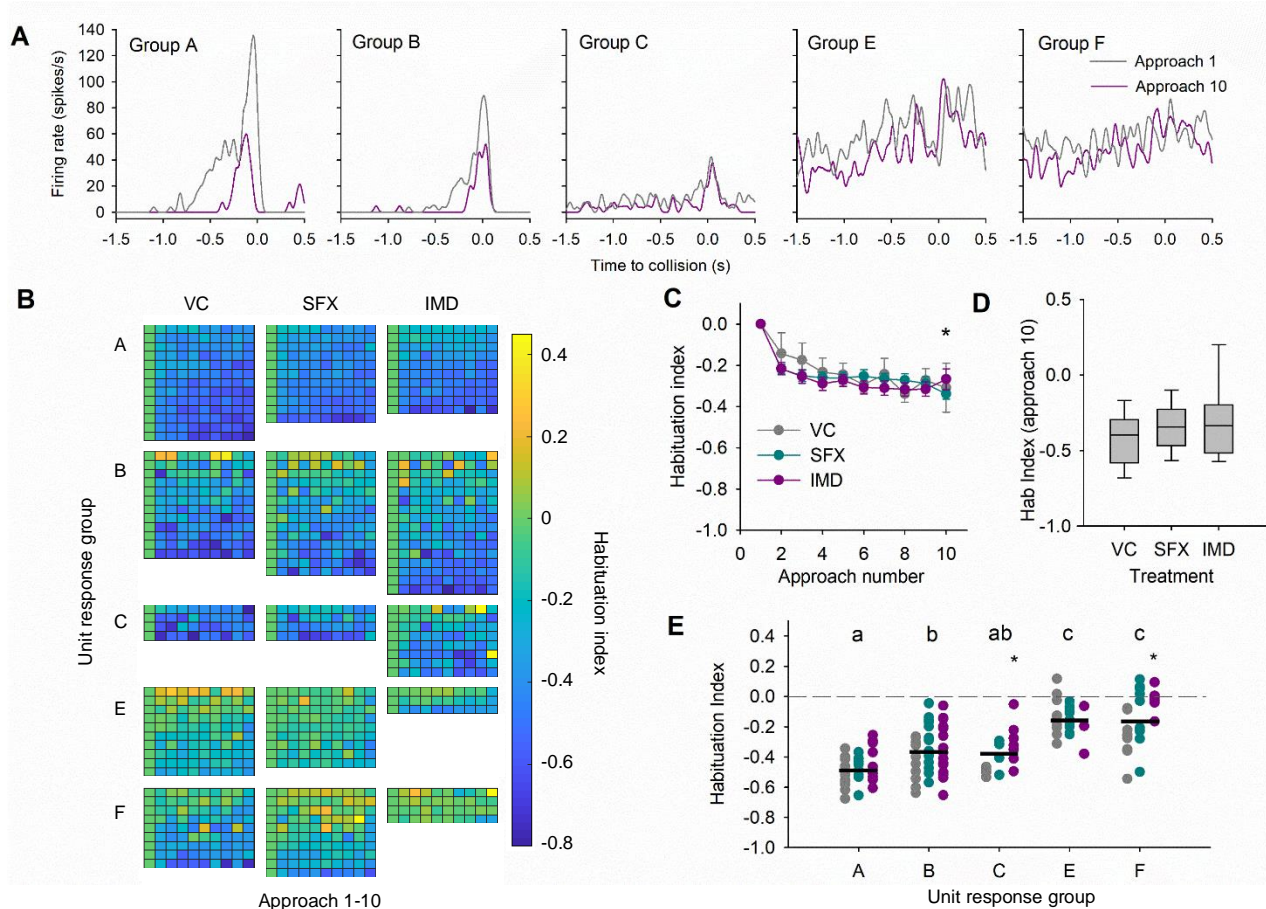 A
Group A
Group B
Group C
Group E
Group F
Approach 1
Approach 10
Firing rate (spikes/s)
140
120
100
80
60
40
20
0
-1.5 -1.0 -0.5 0.0 0.5
-1.5 -1.0 -0.5 0.0 0.5
-1.5 -1.0 -0.5 0.0 0.5
-1.5 -1.0 -0.5 0.0 0.5
-1.5 -1.0 -0.5 0.0 0.5
Time to collision (s)
B
VC SFX IMD
A
B
C
E
F
Unit response group
Approach 1-10
0.4
0.2
0
-0.2
-0.4
-0.6
-0.8
Habituation index
C
Habituation index
0.0
-0.2
-0.4
-0.6
-0.8
-1.0
*
VC
SFX
IMD
0 2 4 6 8 10
Approach number
D
Hab Index (approach 10)
0.5
0.0
-0.5
-1.0
VC SFX IMD
Treatment
E
Habituation Index
0.4
0.2
0.0
-0.2
-0.4
-0.6
-0.8
-1.0
a b ab c c
* *
A B C E F
Unit response group